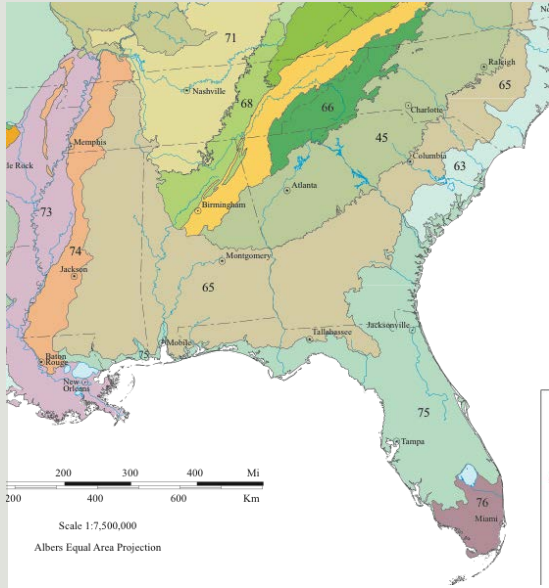 71
Raleigh
Nashville
65
68
66
Charlotte
45
Memphis
Columbia
63
Atlanta
Birmingham
73
74
Montgomery
Jackson
65
Tallahassee
Jacksonville
75
Mobile
Baton
Rouge
New
Orleans
75
Tampa
200 300 400 Mi
200 400 600 Km
76
Miami
Scale 1:7,500,000
Albers Equal Area Projection